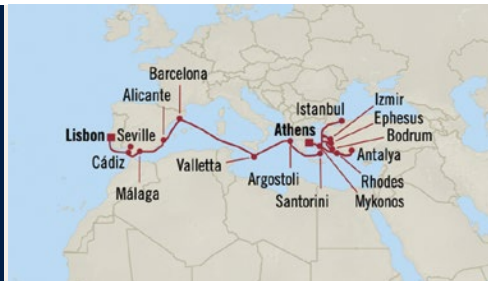 Barcelona
Alicante
Lisbon
Seville
Cádiz
Málaga
Valletta
Argostoli
Athens
Istanbul
Izmir
Ephesus
Bodrum
Antalya
Rhodes
Mykonos
Santorini